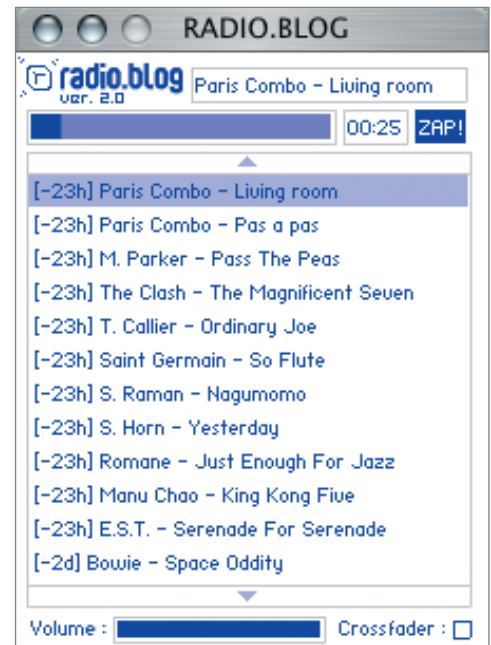 RADIO.BLOG
r radio.blog
ver. 2.0
Paris Combo - Living room
00:25 ZAP!
[-23h] Paris Combo - Living room
[-23h] Paris Combo - Pas a pas
[-23h] M. Parker - Pass The Peas
[-23h] The Clash - The Magnificent Seven
[-23h] T. Callier - Ordinary Joe
[-23h] Saint Germain - So Flute
[-23h] S. Raman - Nagumomo
[-23h] S. Horn - Yesterday
[-23h] Romane - Just Enough For Jazz
[-23h] Manu Chao - King Kong Five
[-23h] E.S.T. - Serenade For Serenade
[-2d] Bowie - Space Oddity
Volume : Crossfader :